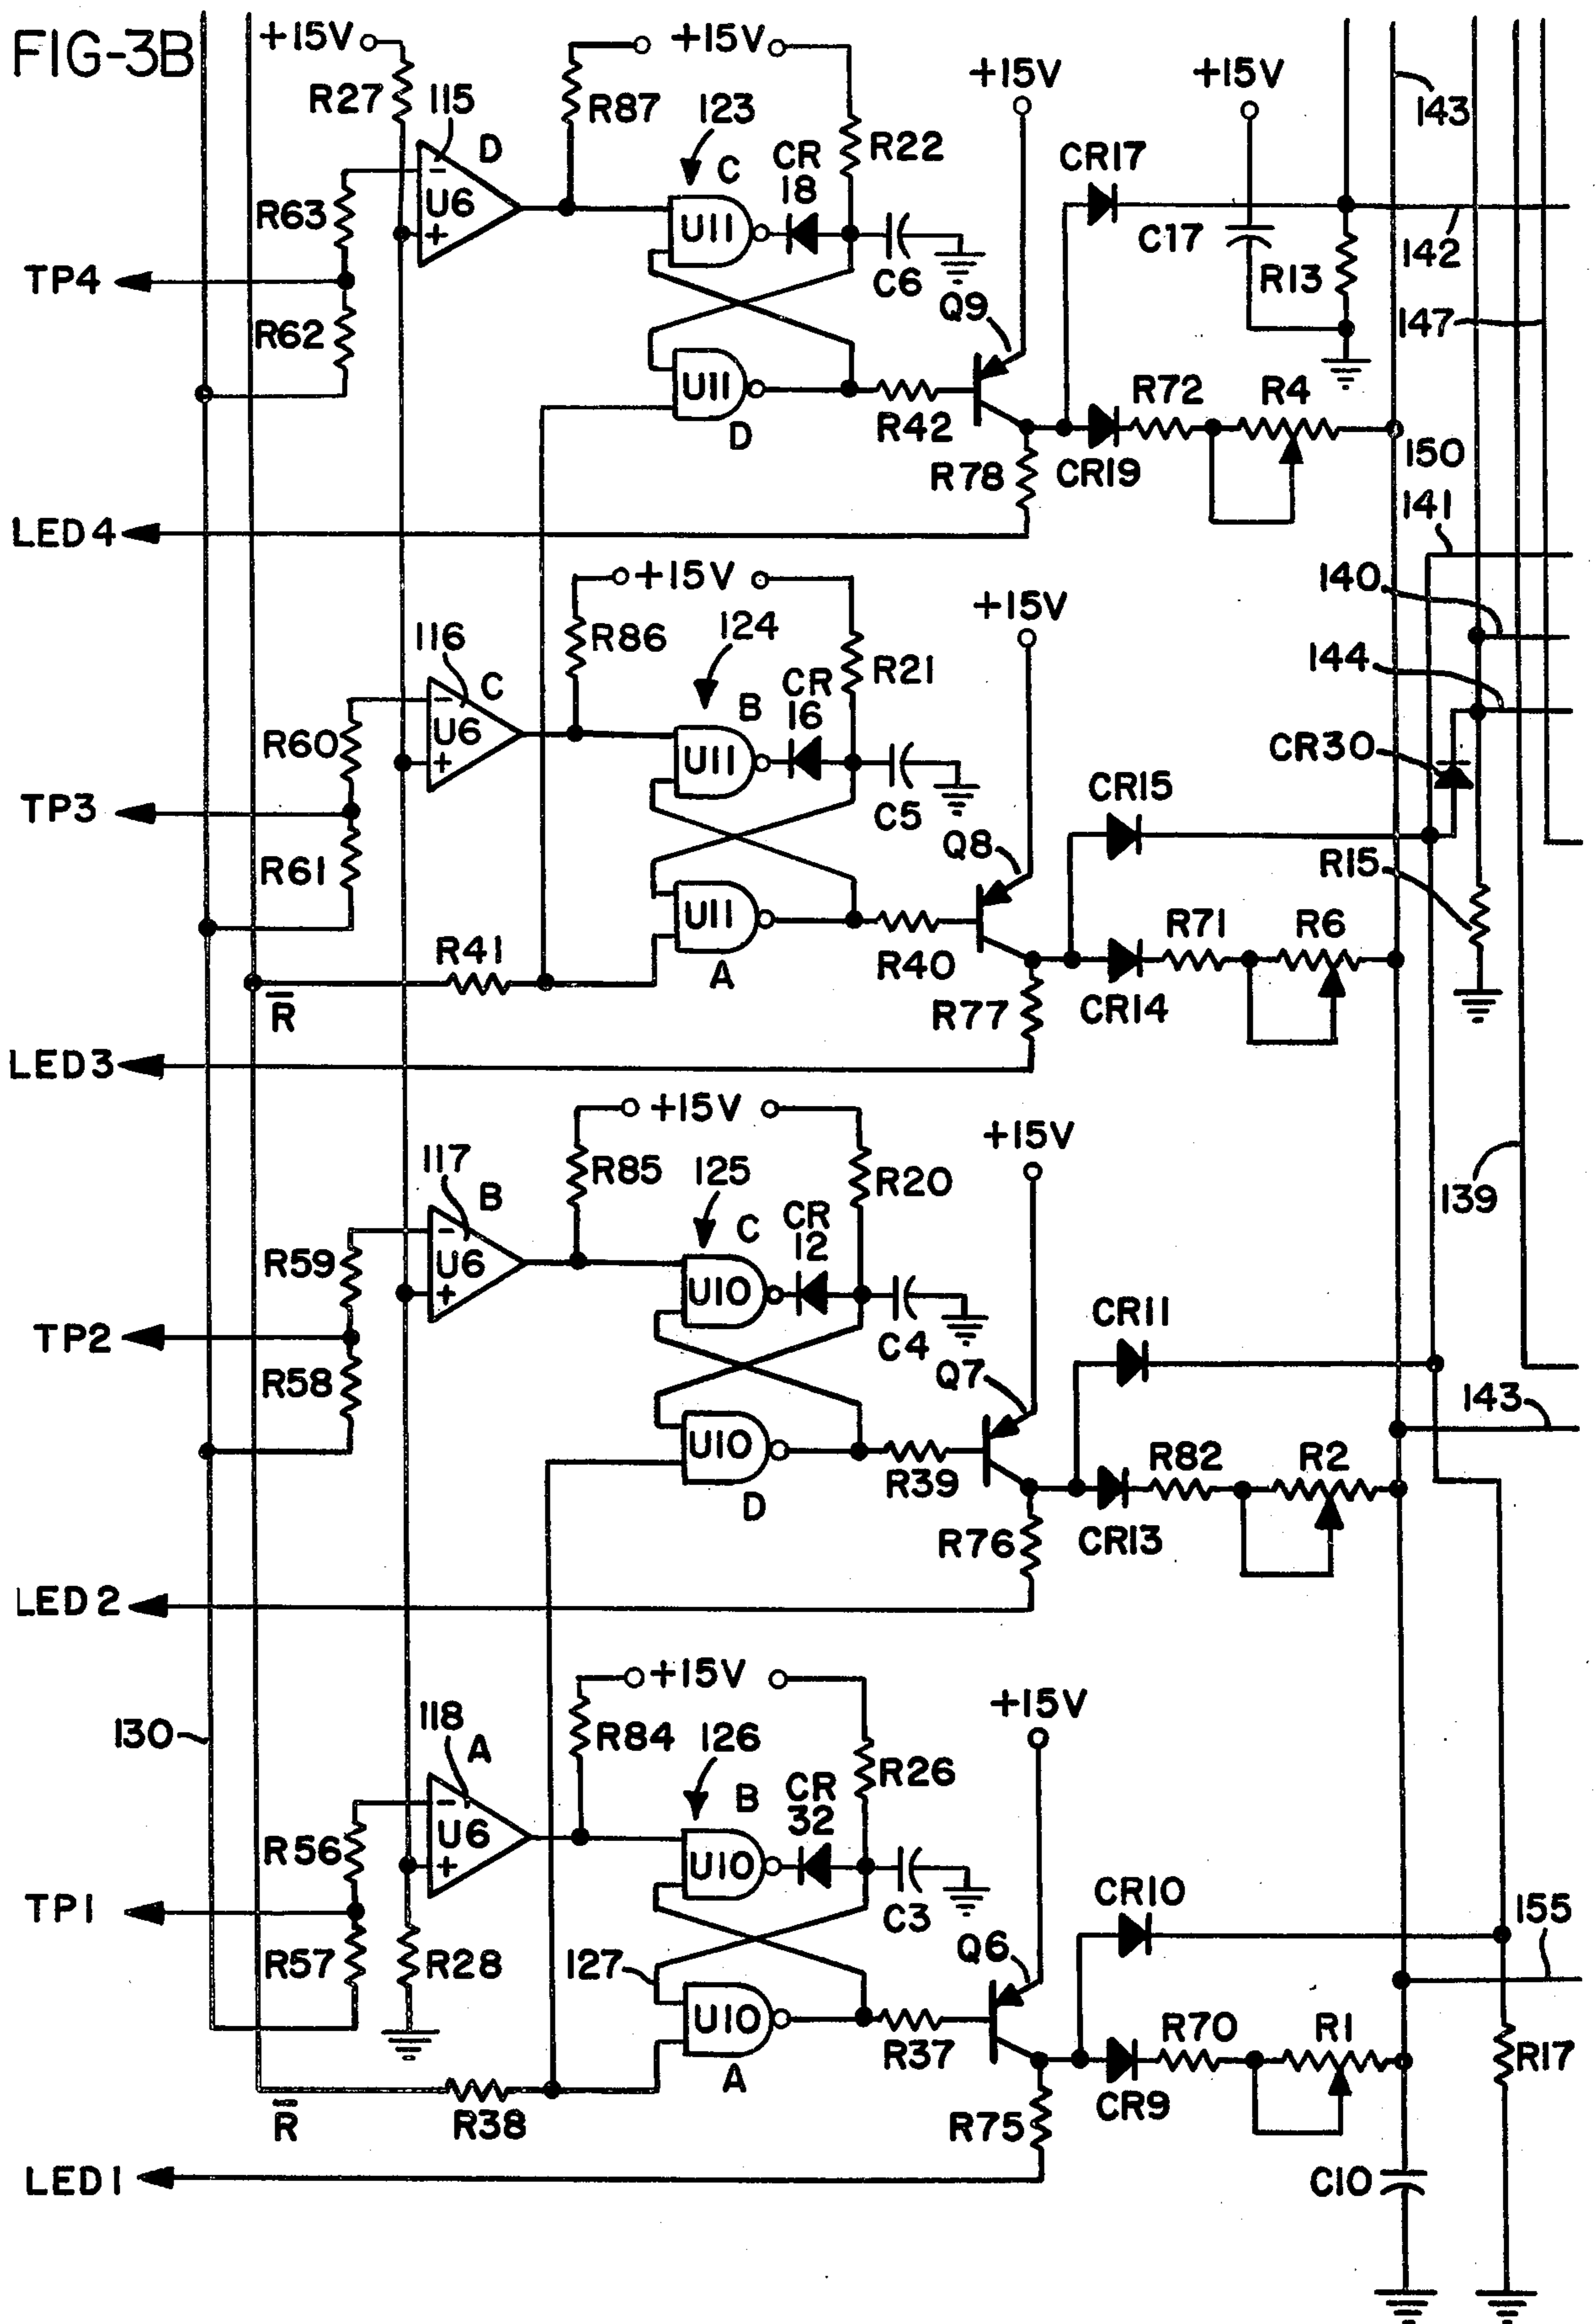 FIG-3B
+15V
+15V
R27
115
D
R87
123
C
CR
18
R22
+15V
+15V
143
CR17
U6
-
+
R63
TP4
R62
U11
C6
C17
R13
142
Q9
147
U11
D
R42
R72
R4
R78
CR19
150
LED4
141
+15V
+15V
140
R86
124
116
C
B
CR
16
R21
144
U6
-
+
R60
TP3
R61
U11
C5
CR30
CR15
Q8
R15
U11
A
R41
R̅
R40
R71
R6
R77
CR14
LED3
+15V
+15V
R85
125
117
B
C
CR
12
R20
139
U6
-
+
R59
TP2
R58
U10
C4
CR11
Q7
143
U10
D
R39
R82
R2
R76
CR13
LED2
+15V
+15V
130
R84
126
118
A
B
CR
32
R26
U6
-
+
R56
TP1
R57
R28
U10
C3
CR10
155
Q6
127
U10
A
R37
R70
R1
R17
R̅
R38
R75
CR9
LED1
C10